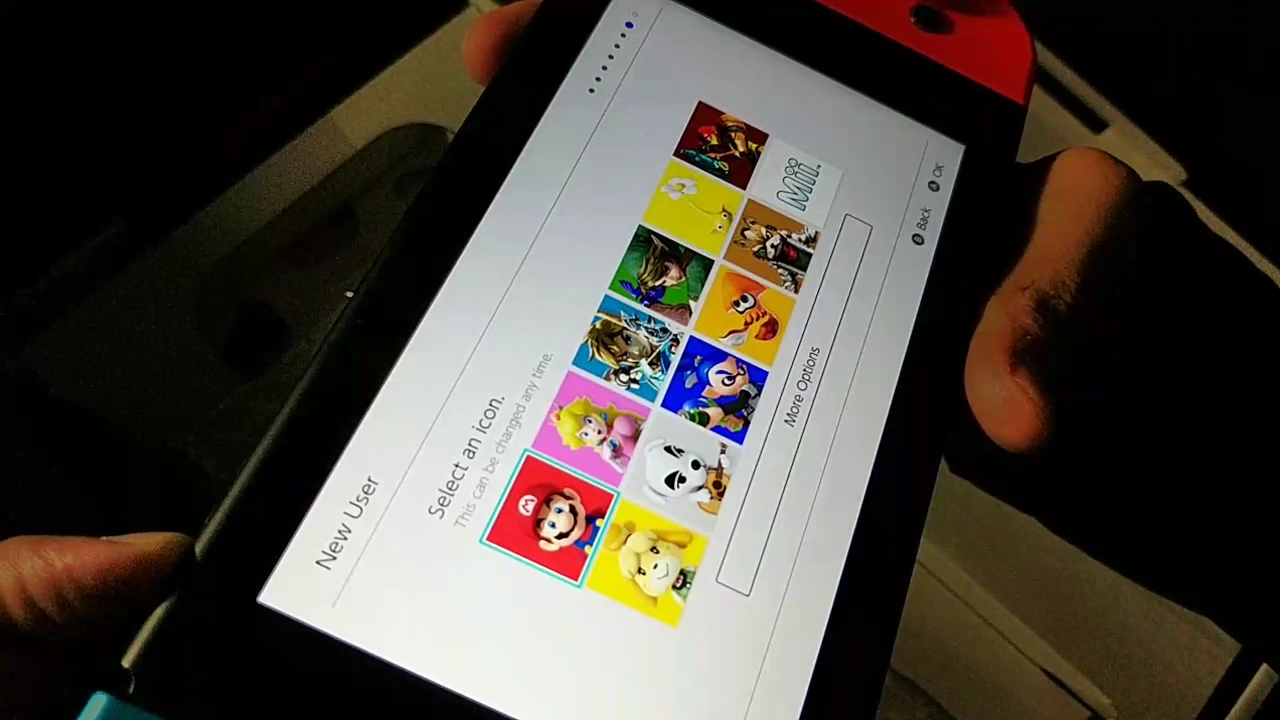 New User
Select an icon.
This can be changed any time.
M
Mii
More Options
B Back A OK